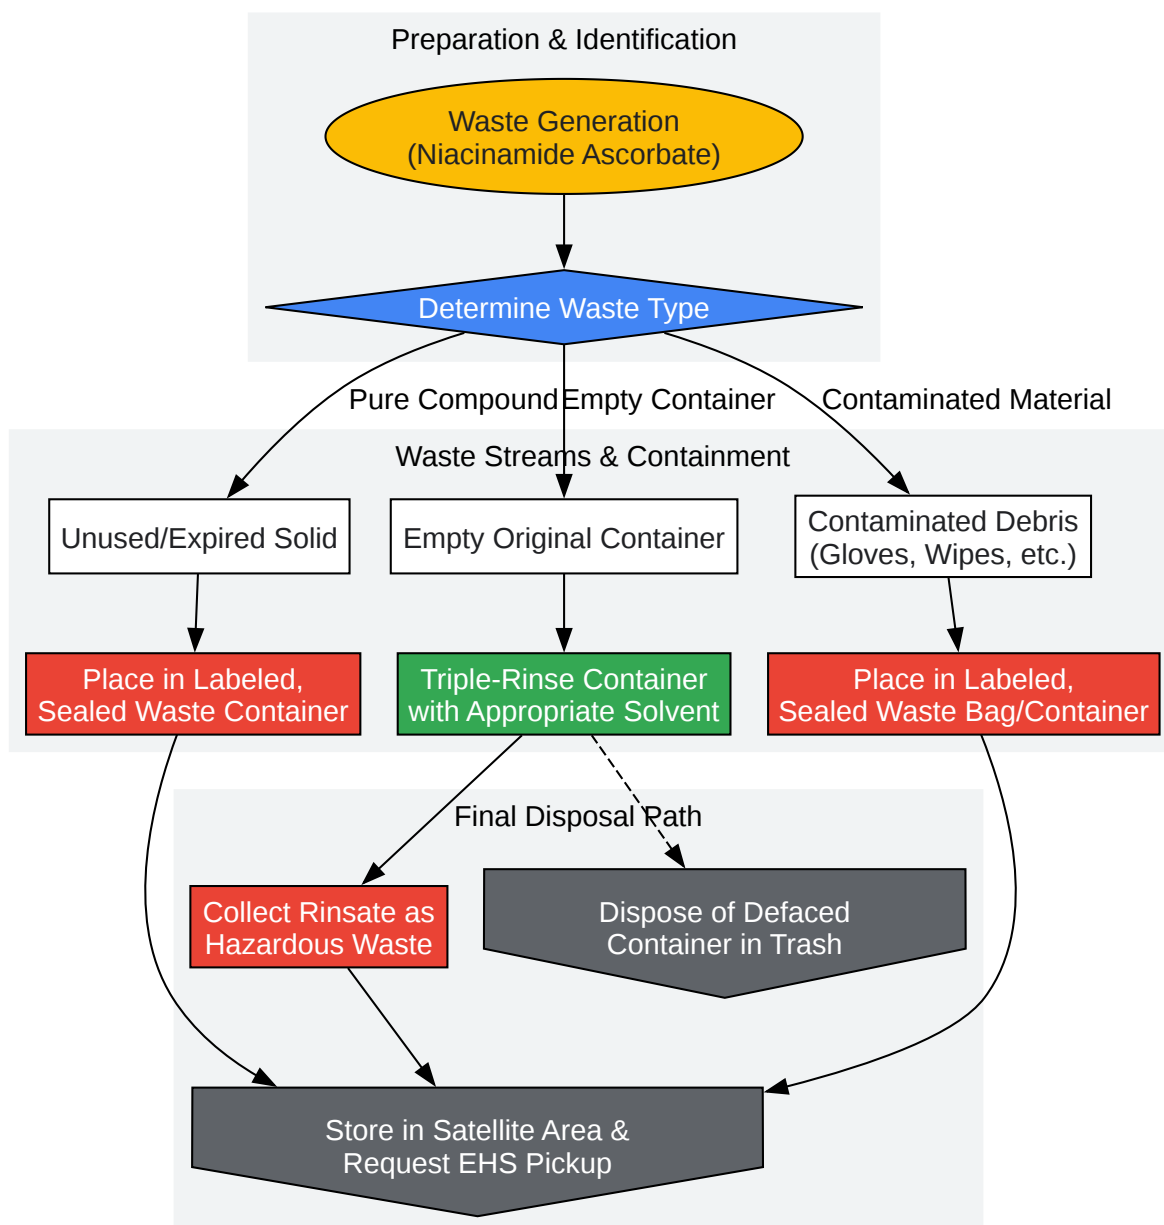 Preparation & Identification
Waste Generation
(Niacinamide Ascorbate)
Determine Waste Type
Pure Compound
Empty Container
Contaminated Material
Waste Streams & Containment
Unused/Expired Solid
Empty Original Container
Contaminated Debris
(Gloves, Wipes, etc.)
Place in Labeled,
Sealed Waste Container
Triple-Rinse Container
with Appropriate Solvent
Place in Labeled,
Sealed Waste Bag/Container
Final Disposal Path
Collect Rinsate as
Hazardous Waste
Dispose of Defaced
Container in Trash
Store in Satellite Area &
Request EHS Pickup